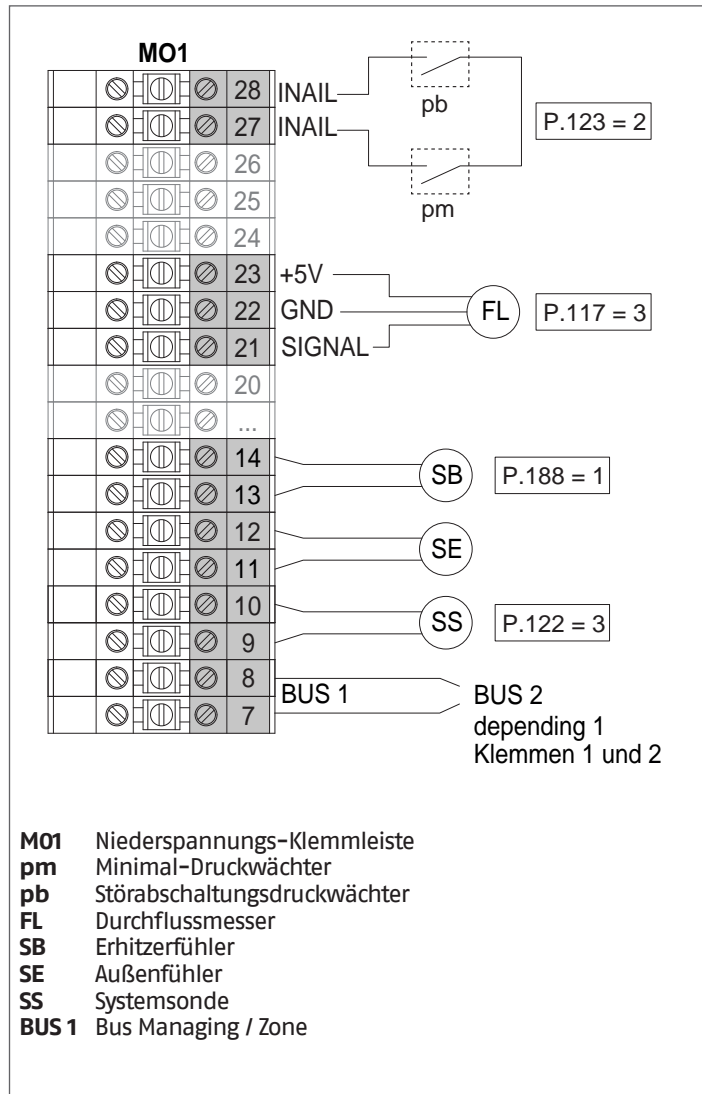 MO1
28 INAIL
pb
27 INAIL
P.123 = 2
26
pm
25
24
23 +5V
22 GND FL P.117 = 3
21 SIGNAL
20
...
14
SB P.188 = 1
13
12
SE
11
10
SS P.122 = 3
9
8
BUS 1 BUS 2
7
depending 1
Klemmen 1 und 2
MO1 Niederspannungs-Klemmleiste
pm Minimal-Druckwächter
pb Störabschaltungsdruckwächter
FL Durchflussmesser
SB Erhitzerfühler
SE Außenfühler
SS Systemsonde
BUS 1 Bus Managing / Zone